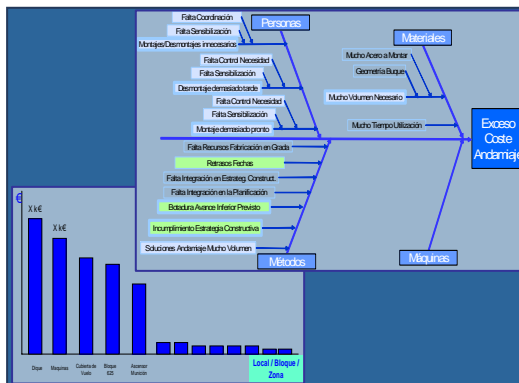 Falta Coordinación
Personas
Falta Sensibilización
Montajes/Desmontajes innecesarios
Falta Control Necesidad
Falta Sensibilización
Desmontaje demasiado tarde
Falta Control Necesidad
Falta Sensibilización
Montaje demasiado pronto
Materiales
Mucho Acero a Montar
Geometría Buque
Mucho Volumen Necesario
Mucho Tiempo Utilización
Exceso
Coste
Andamiaje
Falta Recursos Fabricación en Grada
Retrasos Fechas
Falta Integración en Estrateg. Construct..
Falta Integración en la Planificación
Botadura Avance Inferior Previsto
Incumplimiento Estrategia Constructiva
Soluciones Andamiaje Mucho Volumen
Métodos
Máquinas
X k€
X k€
Dique
Maquinas
Cubierta de
Vuelo
Bloque
625
Ascensor
Munición
Local / Bloque /
Zona